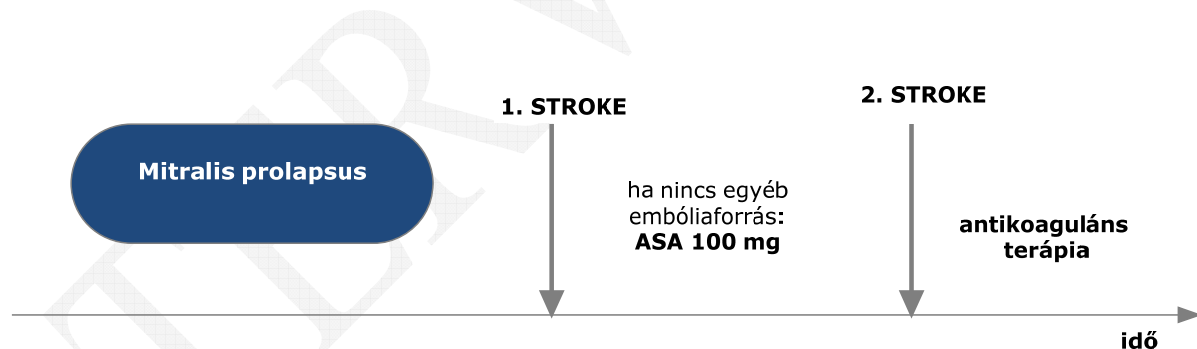 Mitralis prolapsus
1. STROKE
ha nincs egyéb
embóliaforrás:
ASA 100 mg
2. STROKE
antikoaguláns
terápia
idő